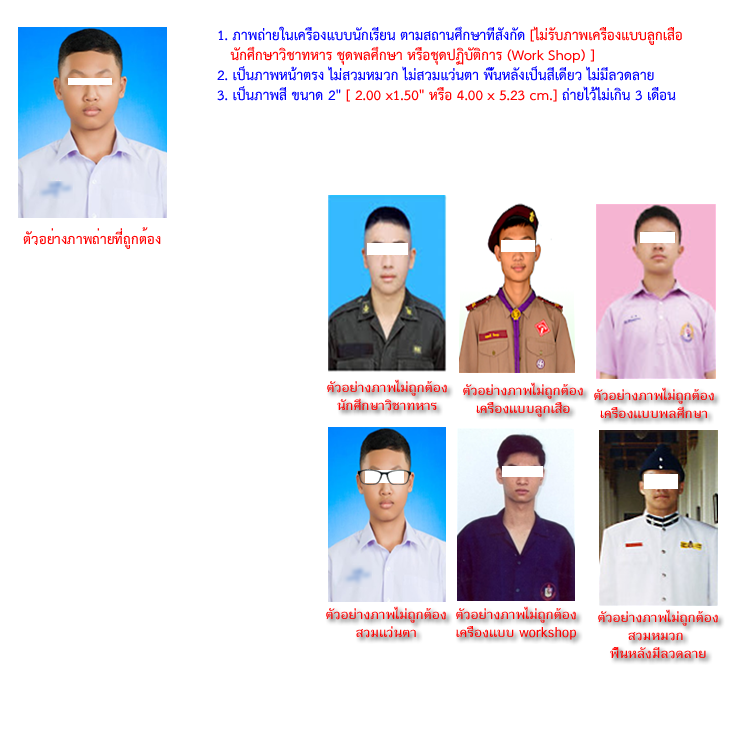 1. ภาพถ่ายในเครื่องแบบนักเรียน ตามสถานศึกษาที่สังกัด [ไม่รับภาพเครื่องแบบลูกเสือ
นักศึกษาวิชาทหาร ชุดพลศึกษา หรือชุดปฏิบัติการ (Work Shop) ]
2. เป็นภาพหน้าตรง ไม่สวมหมวก ไม่สวมแว่นตา พื้นหลังเป็นสีเดียว ไม่มีลวดลาย
3. เป็นภาพสี ขนาด 2" [ 2.00 x1.50" หรือ 4.00 x 5.23 cm.] ถ่ายไว้ไม่เกิน 3 เดือน
ตัวอย่างภาพถ่ายที่ถูกต้อง
ตัวอย่างภาพไม่ถูกต้อง
นักศึกษาวิชาทหาร
ตัวอย่างภาพไม่ถูกต้อง
เครื่องแบบลูกเสือ
ตัวอย่างภาพไม่ถูกต้อง
เครื่องแบบพลศึกษา
ตัวอย่างภาพไม่ถูกต้อง
สวมแว่นตา
ตัวอย่างภาพไม่ถูกต้อง
เครื่องแบบ workshop
ตัวอย่างภาพไม่ถูกต้อง
สวมหมวก
พื้นหลังมีลวดลาย